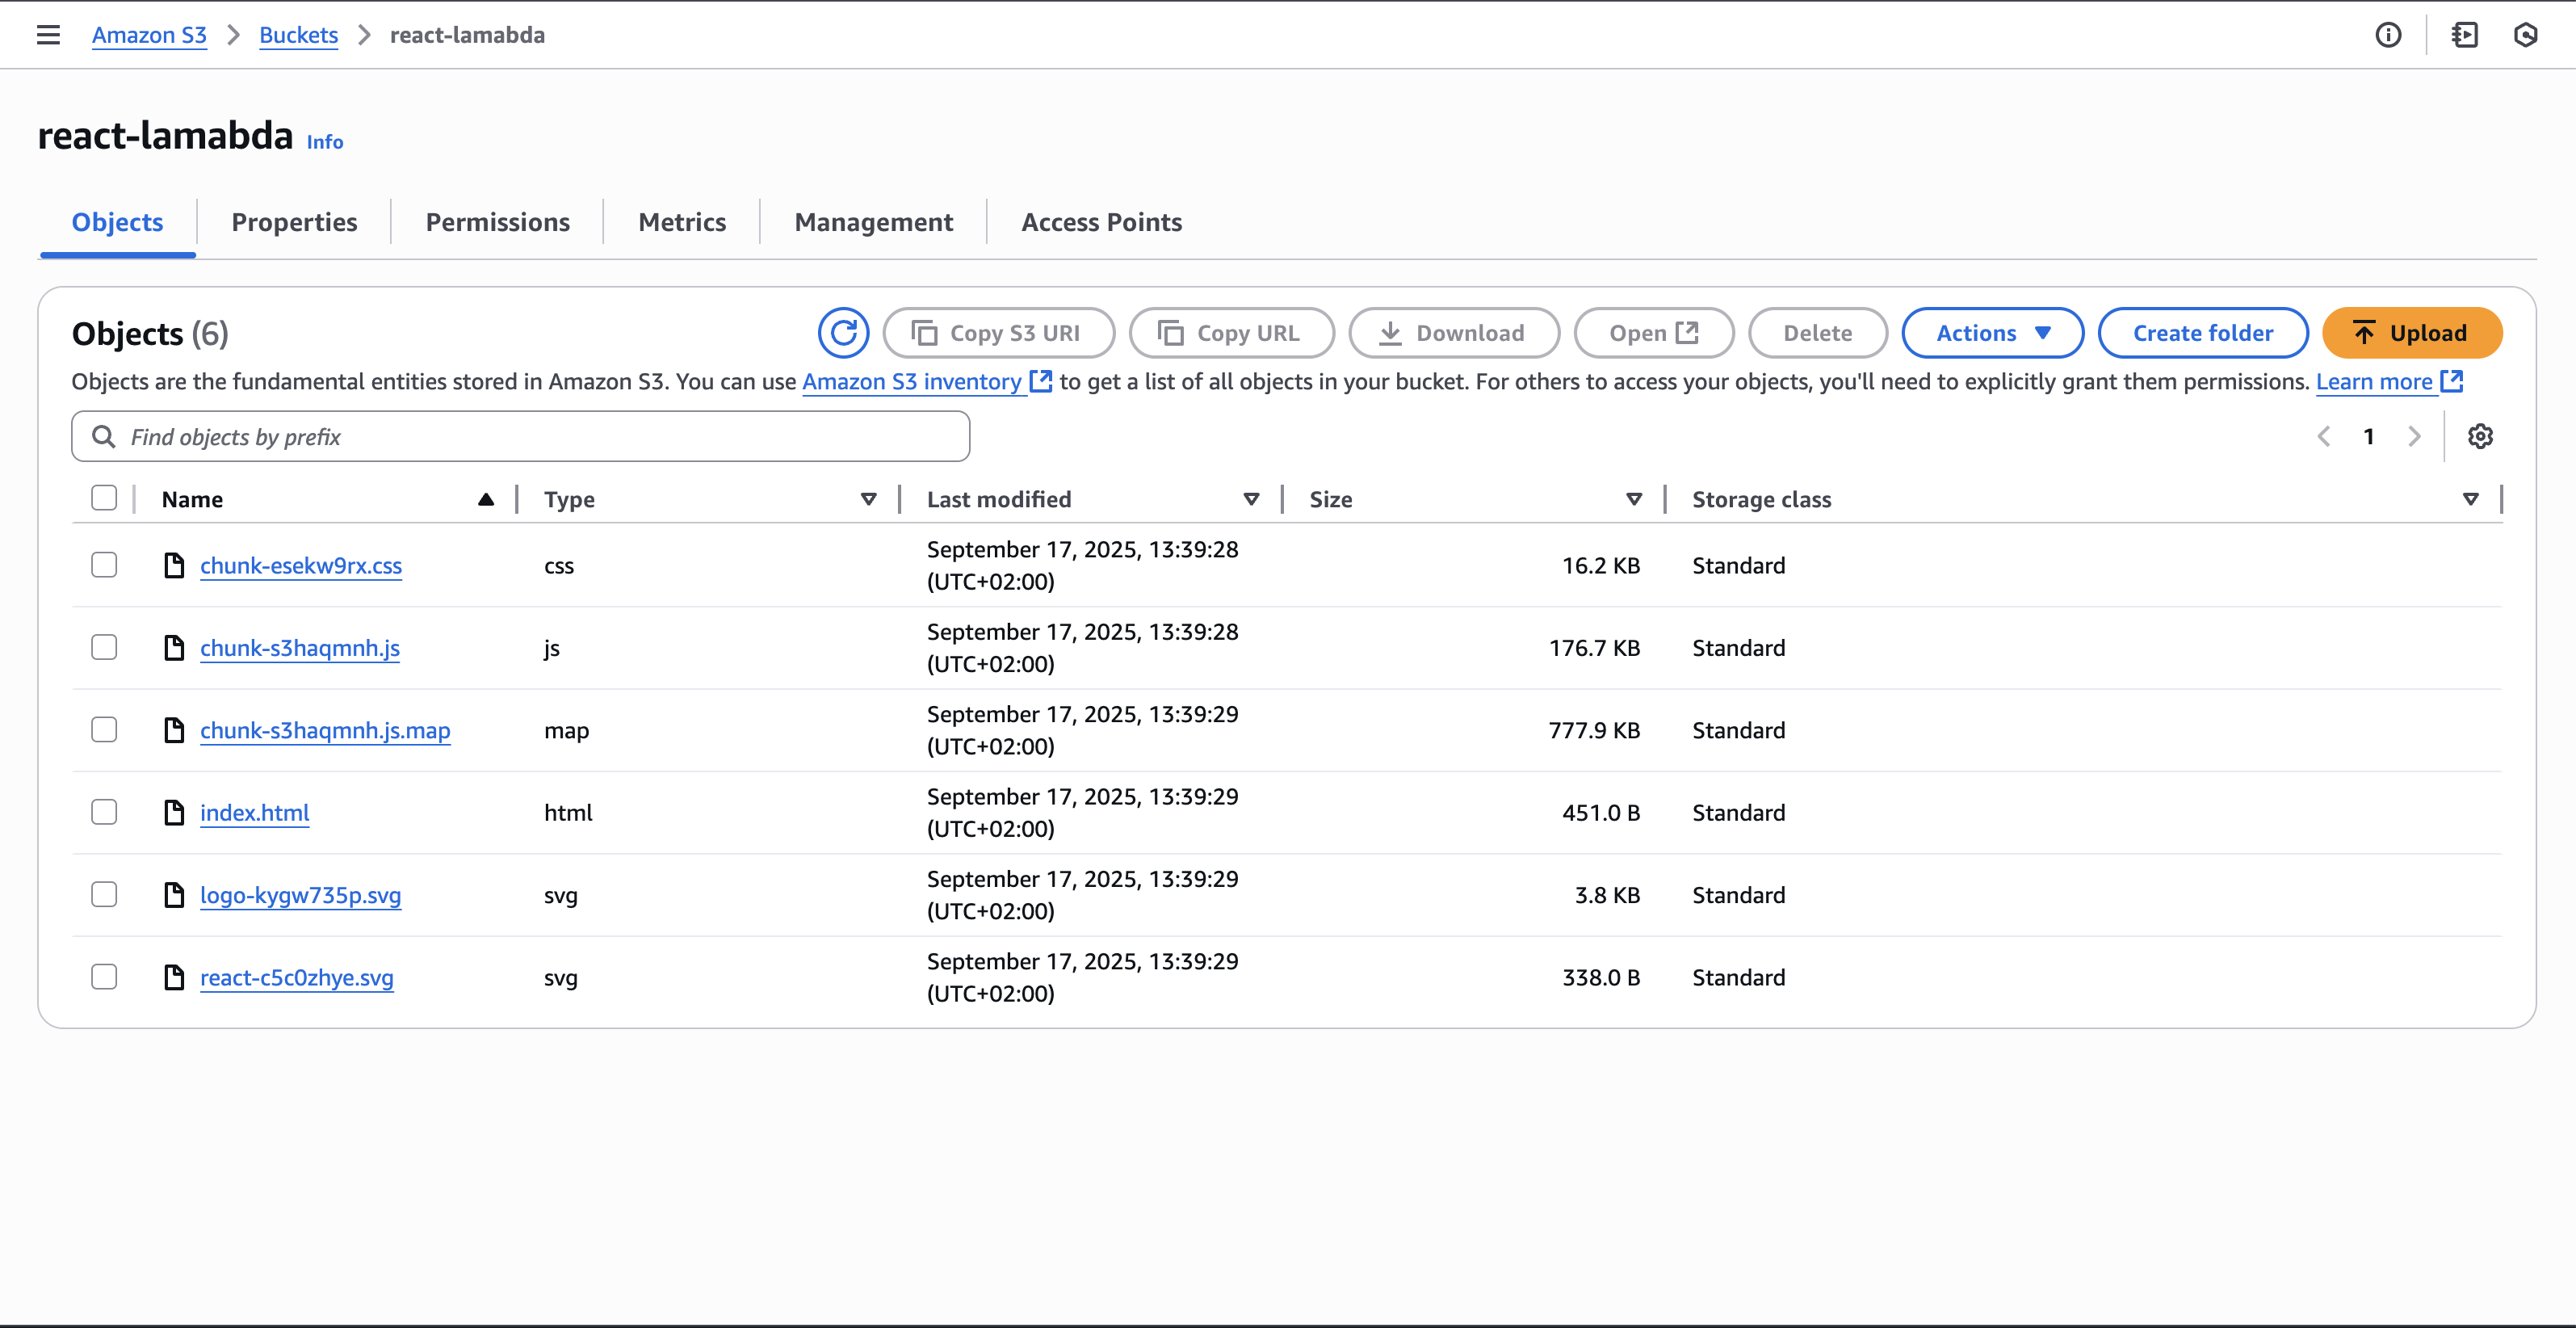 Amazon S3 > Buckets > react-lamabda
react-lamabda Info
Objects Properties Permissions Metrics Management Access Points
Objects (6) Copy S3 URI Copy URL Download Open Delete Actions Create folder Upload
Objects are the fundamental entities stored in Amazon S3. You can use Amazon S3 inventory to get a list of all objects in your bucket. For others to access your objects, you'll need to explicitly grant them permissions. Learn more
Find objects by prefix 1
Name Type Last modified Size Storage class
chunk-esekw9rx.css css September 17, 2025, 13:39:28 16.2 KB Standard
(UTC+02:00)
chunk-s3haqmnh.js js September 17, 2025, 13:39:28 176.7 KB Standard
(UTC+02:00)
chunk-s3haqmnh.js.map map September 17, 2025, 13:39:29 777.9 KB Standard
(UTC+02:00)
index.html html September 17, 2025, 13:39:29 451.0 B Standard
(UTC+02:00)
logo-kygw735p.svg svg September 17, 2025, 13:39:29 3.8 KB Standard
(UTC+02:00)
react-c5c0zhye.svg svg September 17, 2025, 13:39:29 338.0 B Standard
(UTC+02:00)